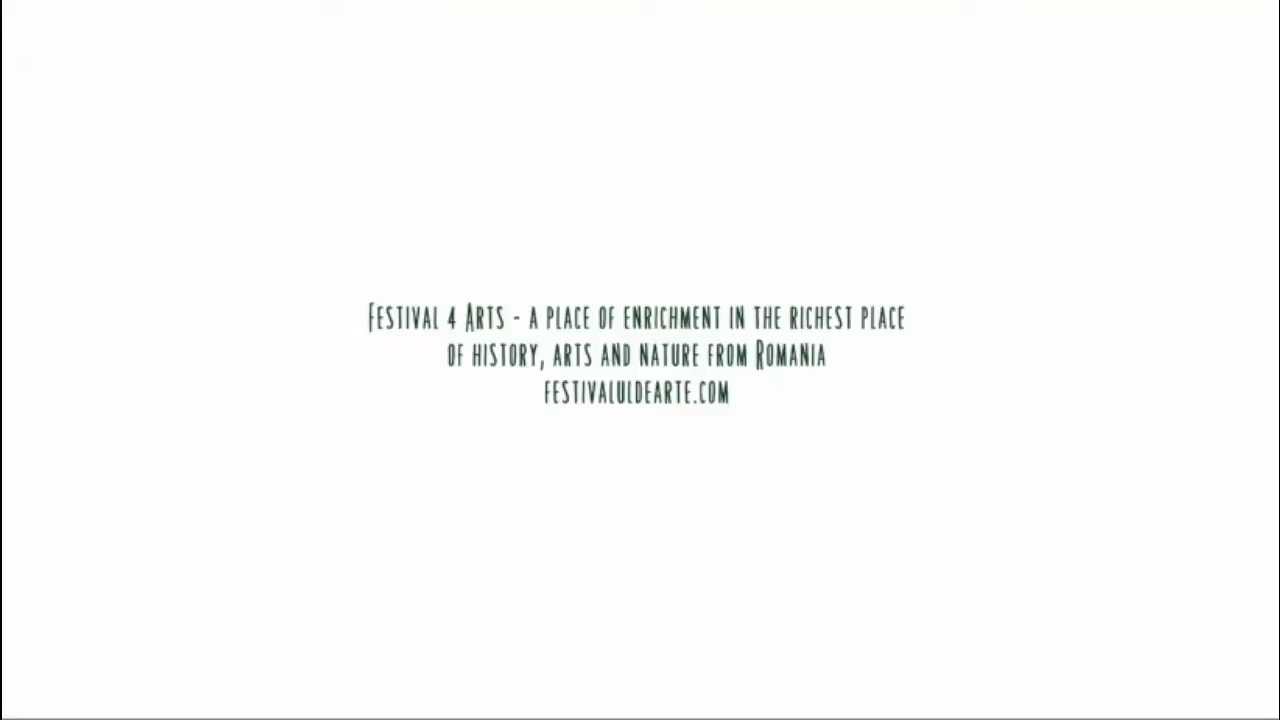 Festival 4 Arts - a place of enrichment in the richest place
of history, arts and nature from Romania
festivaluldearte.com